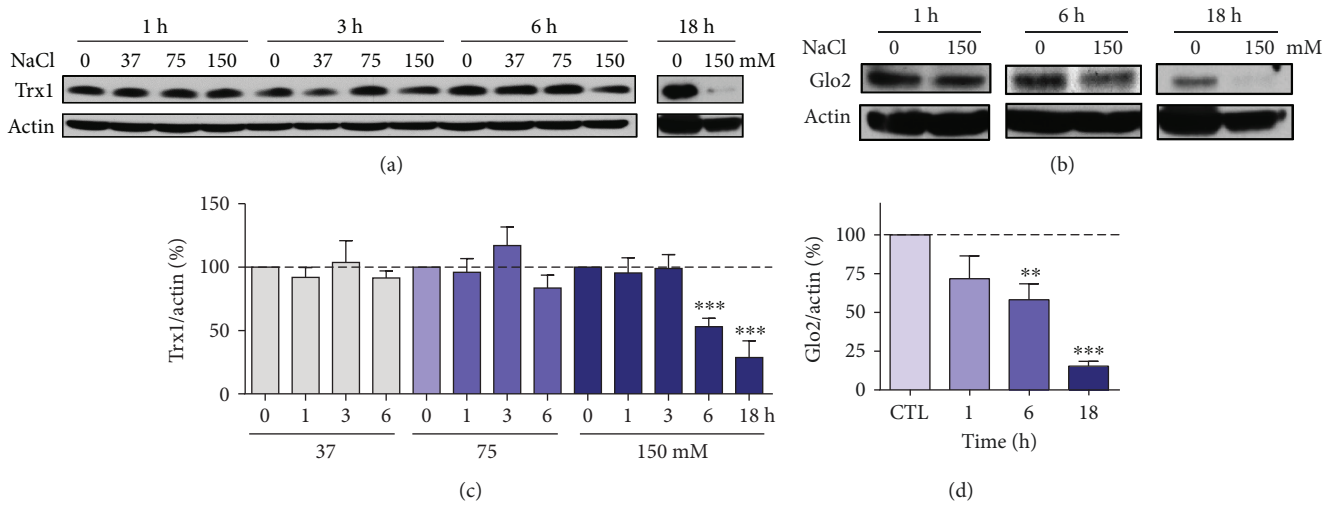 1 h 3 h 6 h 18 h
NaCl 0 37 75 150 0 37 75 150 0 37 75 150 0 150 mM
Trx1
Actin
(a)
1 h 6 h 18 h
NaCl 0 150 0 150 0 150 mM
Glo2
Actin
(b)
Trx1/actin (%)
150
100
50
0
*** ***
0 1 3 6 0 1 3 6 0 1 3 6 18 h
37 75 150 mM
(c)
Glo2/actin (%)
100
75
50
25
0
**
***
CTL 1 6 18
Time (h)
(d)